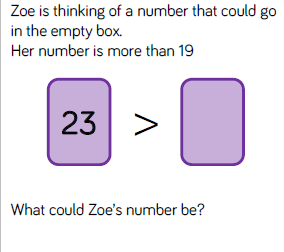 Zoe is thinking of a number that could go
in the empty box.
Her number is more than 19
23 >
What could Zoe's number be?